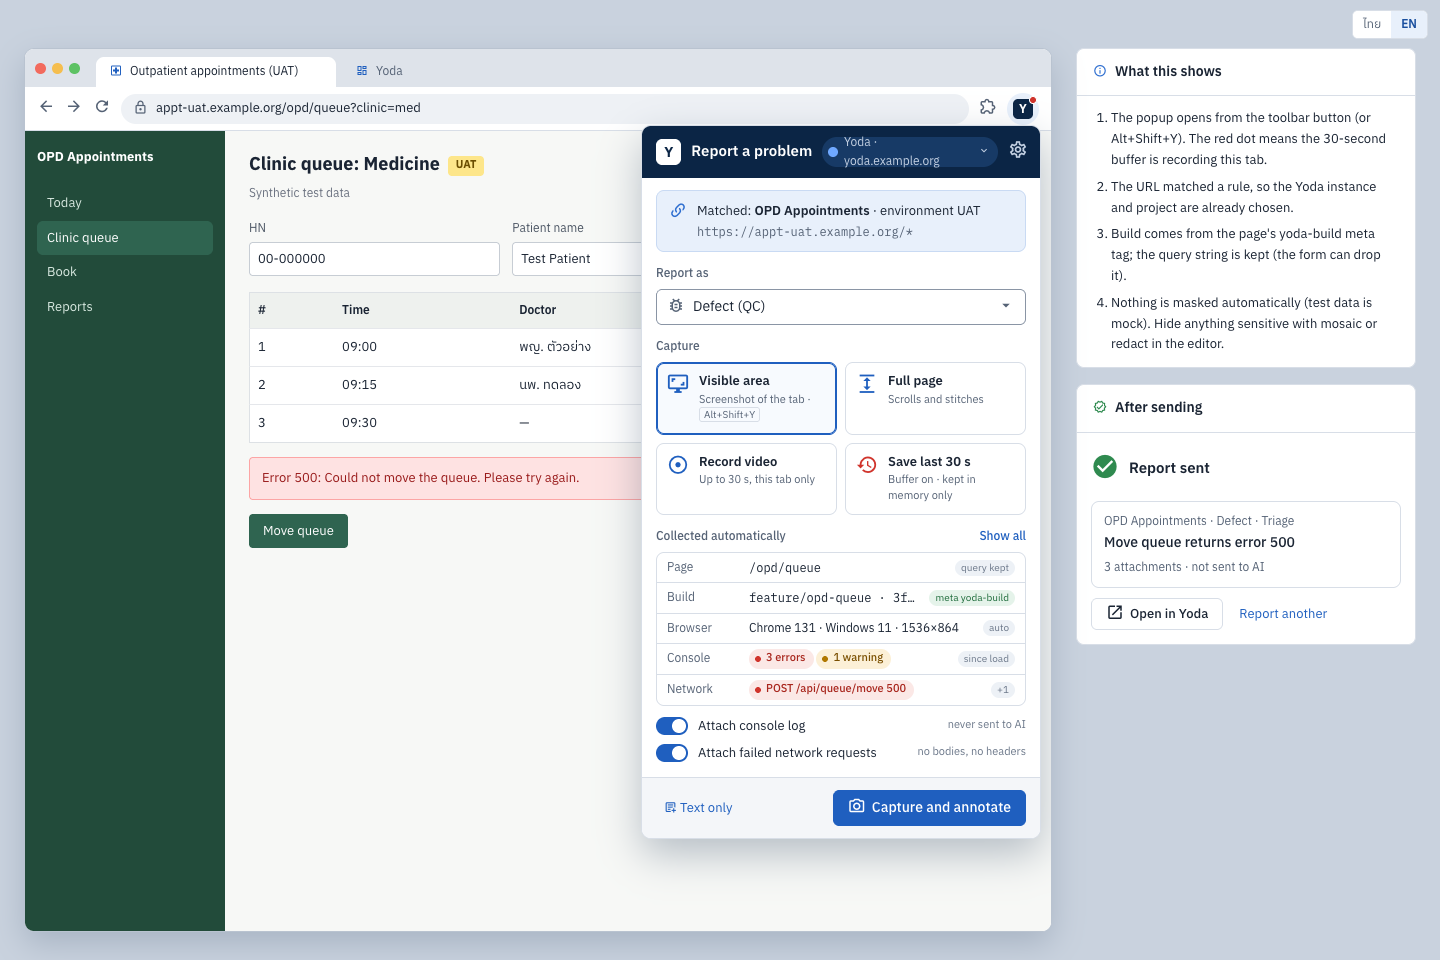 ไทย EN
Outpatient appointments (UAT)
Yoda
appt-uat.example.org/opd/queue?clinic=med
Y
OPD Appointments
Today
Clinic queue
Book
Reports
Clinic queue: Medicine UAT
Synthetic test data
HN
Patient name
00-000000
Test Patient
# Time Doctor
1 09:00 พญ. ตัวอย่าง
2 09:15 นพ. ทดลอง
3 09:30 —
Error 500: Could not move the queue. Please try again.
Move queue
Y Report a problem
Yoda ·
yoda.example.org
Matched: OPD Appointments · environment UAT
https://appt-uat.example.org/*
Report as
Defect (QC)
Capture
Visible area
Screenshot of the tab ·
Alt+Shift+Y
Full page
Scrolls and stitches
Record video
Up to 30 s, this tab only
Save last 30 s
Buffer on · kept in
memory only
Collected automatically Show all
Page /opd/queue query kept
Build feature/opd-queue · 3f… meta yoda-build
Browser Chrome 131 · Windows 11 · 1536×864 auto
Console 3 errors 1 warning since load
Network POST /api/queue/move 500 +1
Attach console log never sent to AI
Attach failed network requests no bodies, no headers
Text only
Capture and annotate
What this shows
1. The popup opens from the toolbar button (or
Alt+Shift+Y). The red dot means the 30-second
buffer is recording this tab.
2. The URL matched a rule, so the Yoda instance
and project are already chosen.
3. Build comes from the page's yoda-build meta
tag; the query string is kept (the form can drop
it).
4. Nothing is masked automatically (test data is
mock). Hide anything sensitive with mosaic or
redact in the editor.
After sending
Report sent
OPD Appointments · Defect · Triage
Move queue returns error 500
3 attachments · not sent to AI
Open in Yoda
Report another